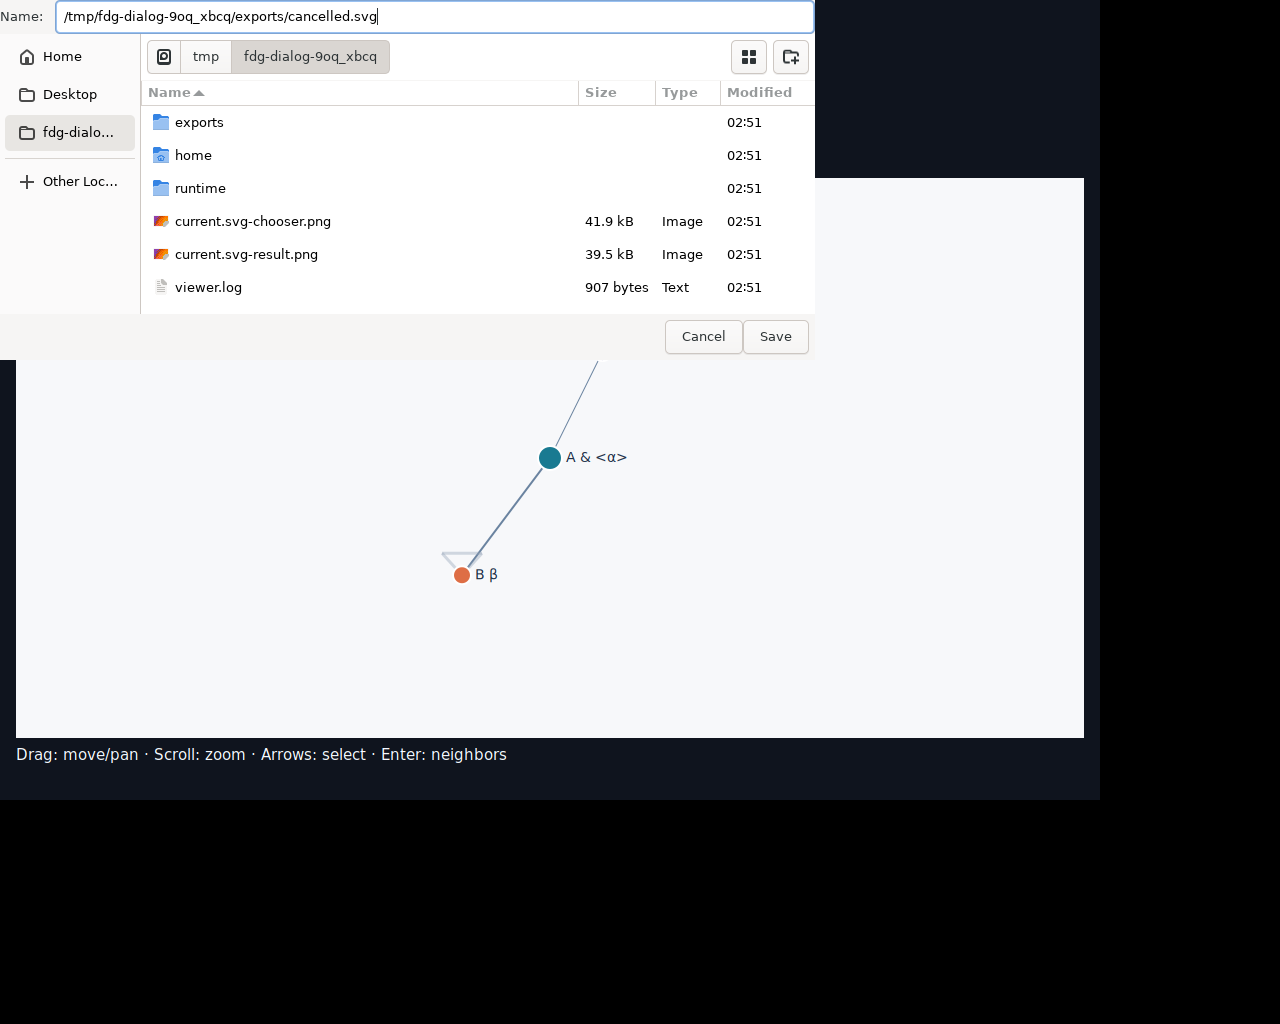 Name: /tmp/fdg-dialog-9oq_xbcq/exports/cancelled.svg
Home
Desktop
fdg-dialo...
Other Loc...
tmp fdg-dialog-9oq_xbcq
Name Size Type Modified
exports 02:51
home 02:51
runtime 02:51
current.svg-chooser.png 41.9 kB Image 02:51
current.svg-result.png 39.5 kB Image 02:51
viewer.log 907 bytes Text 02:51
Cancel Save
A & <α>
B β
Drag: move/pan · Scroll: zoom · Arrows: select · Enter: neighbors